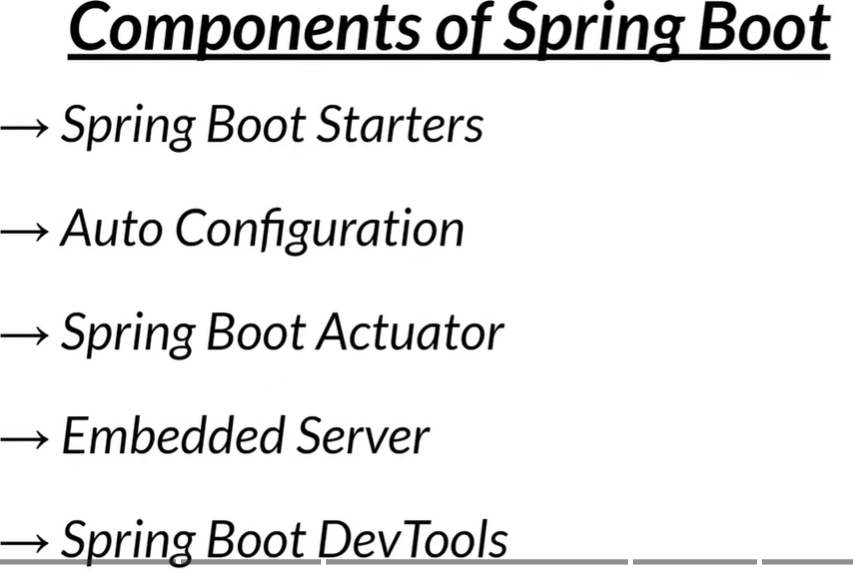 Components of Spring Boot
→ Spring Boot Starters
→ Auto Configuration
→ Spring Boot Actuator
→ Embedded Server
→ Spring Boot DevTools